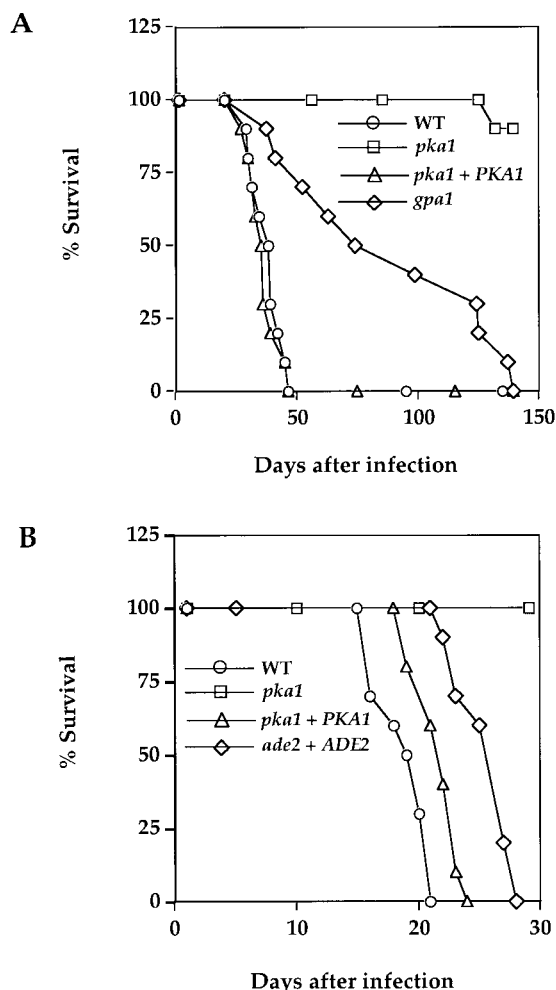 A
125
100
75
50
25
0
% Survival
WT
pka1
pka1 + PKA1
gpa1
0
50
100
150
Days after infection
B
125
100
75
50
25
0
% Survival
WT
pka1
pka1 + PKA1
ade2 + ADE2
0
10
20
30
Days after infection